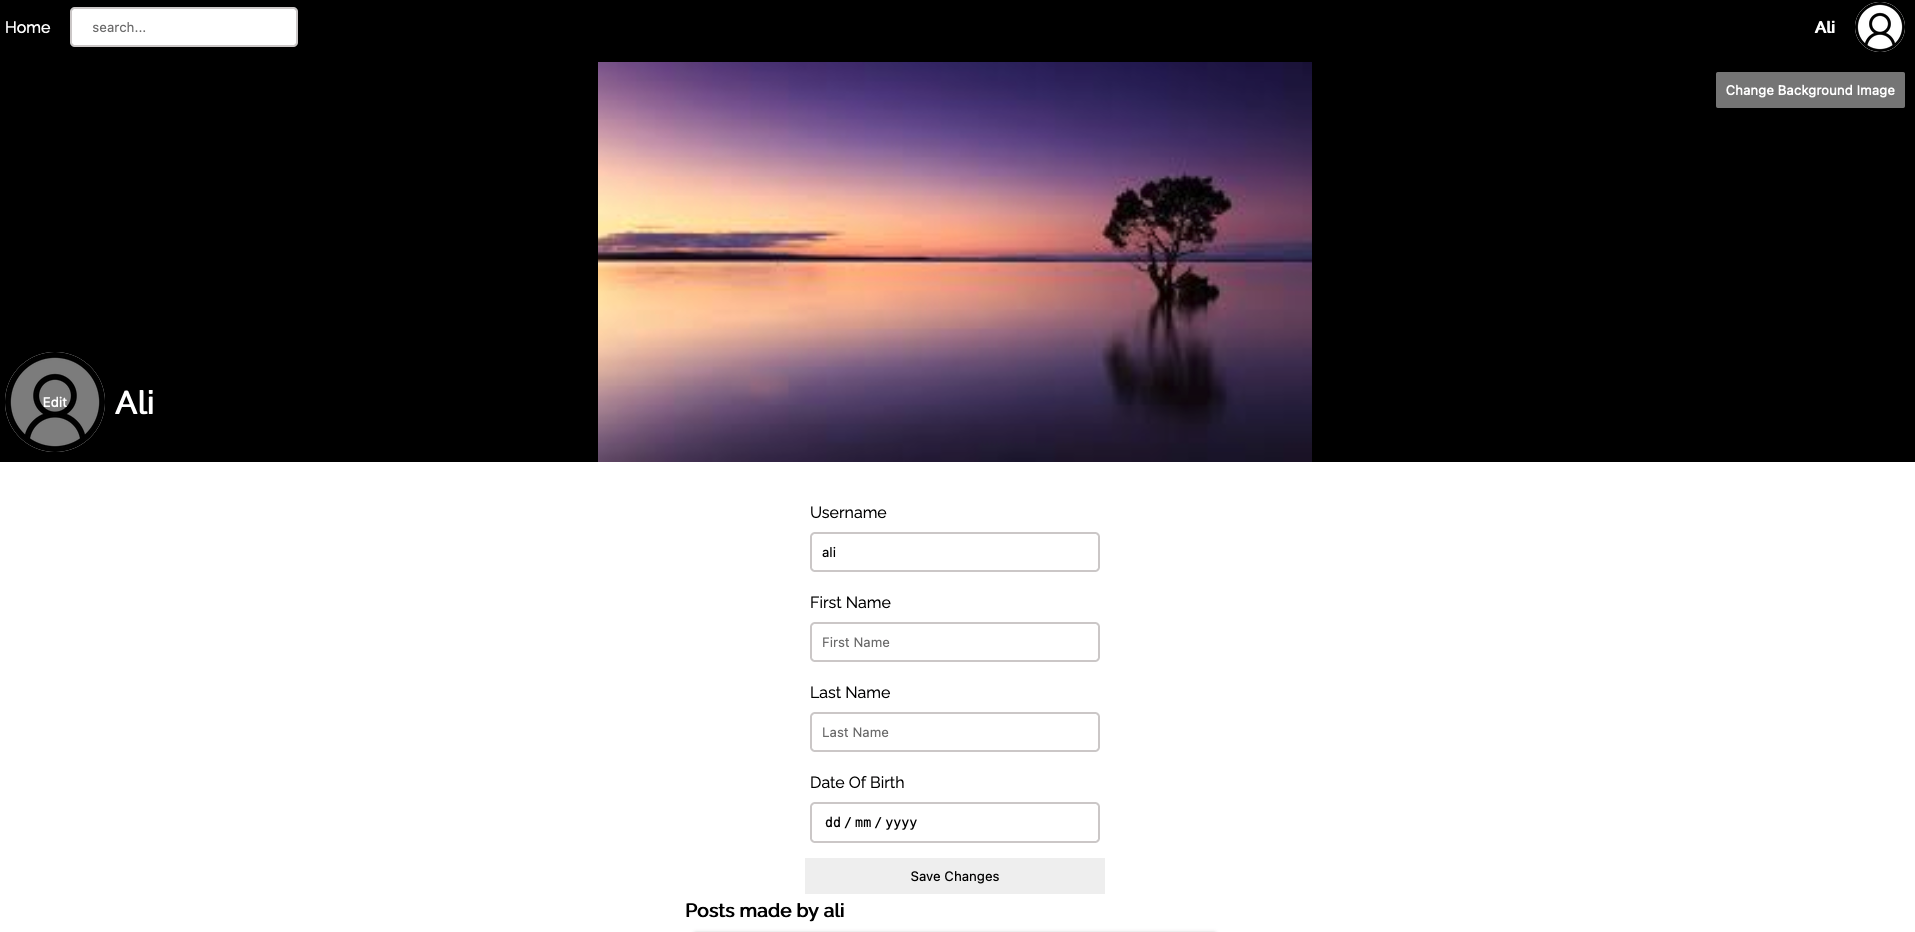 Home
search...
Ali
Change Background Image
Edit
Ali
Username
ali
First Name
First Name
Last Name
Last Name
Date Of Birth
dd / mm / yyyy
Save Changes
Posts made by ali